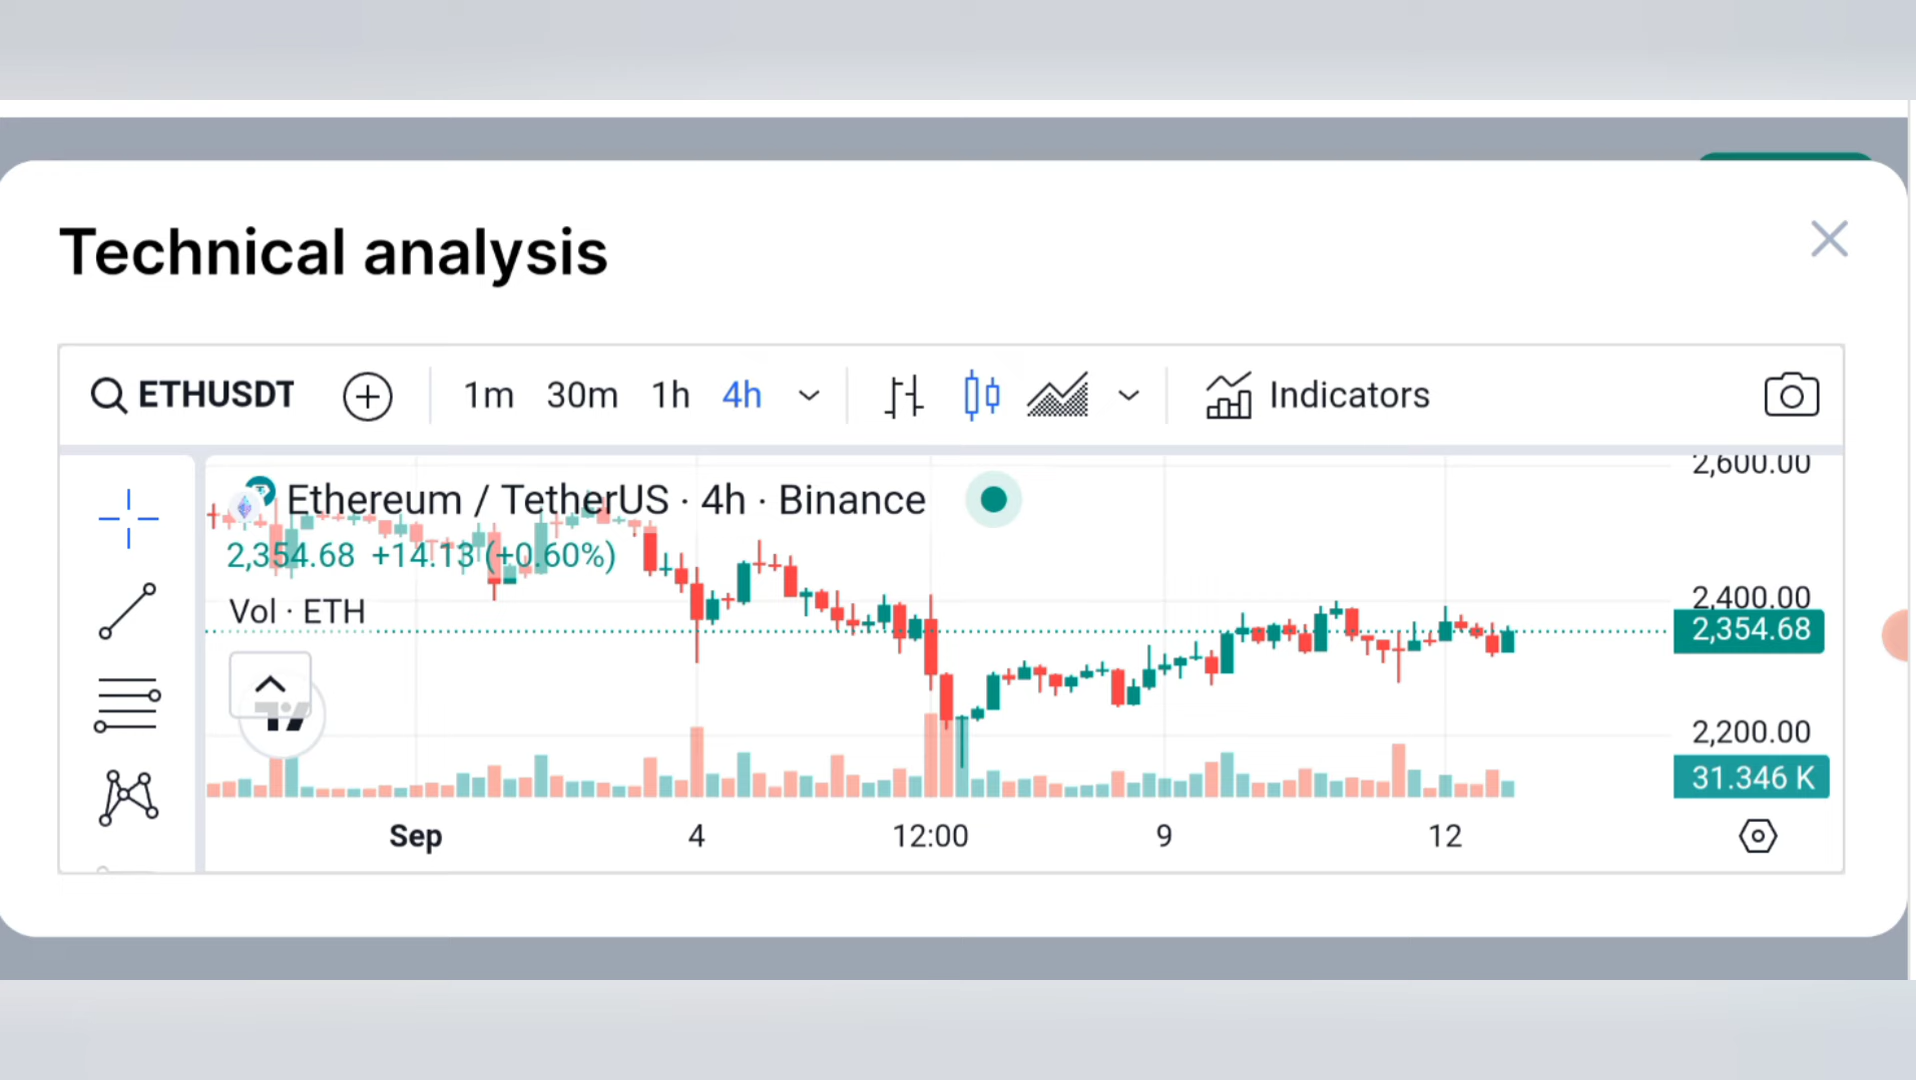 Technical analysis
ETHUSDT 1m 30m 1h 4h Indicators
2,600.00
Ethereum / TetherUS · 4h · Binance
2,354.68 +14.13 (+0.60%)
2,400.00
Vol · ETH
2,354.68
2,200.00
31.346 K
Sep 4 12:00 9 12